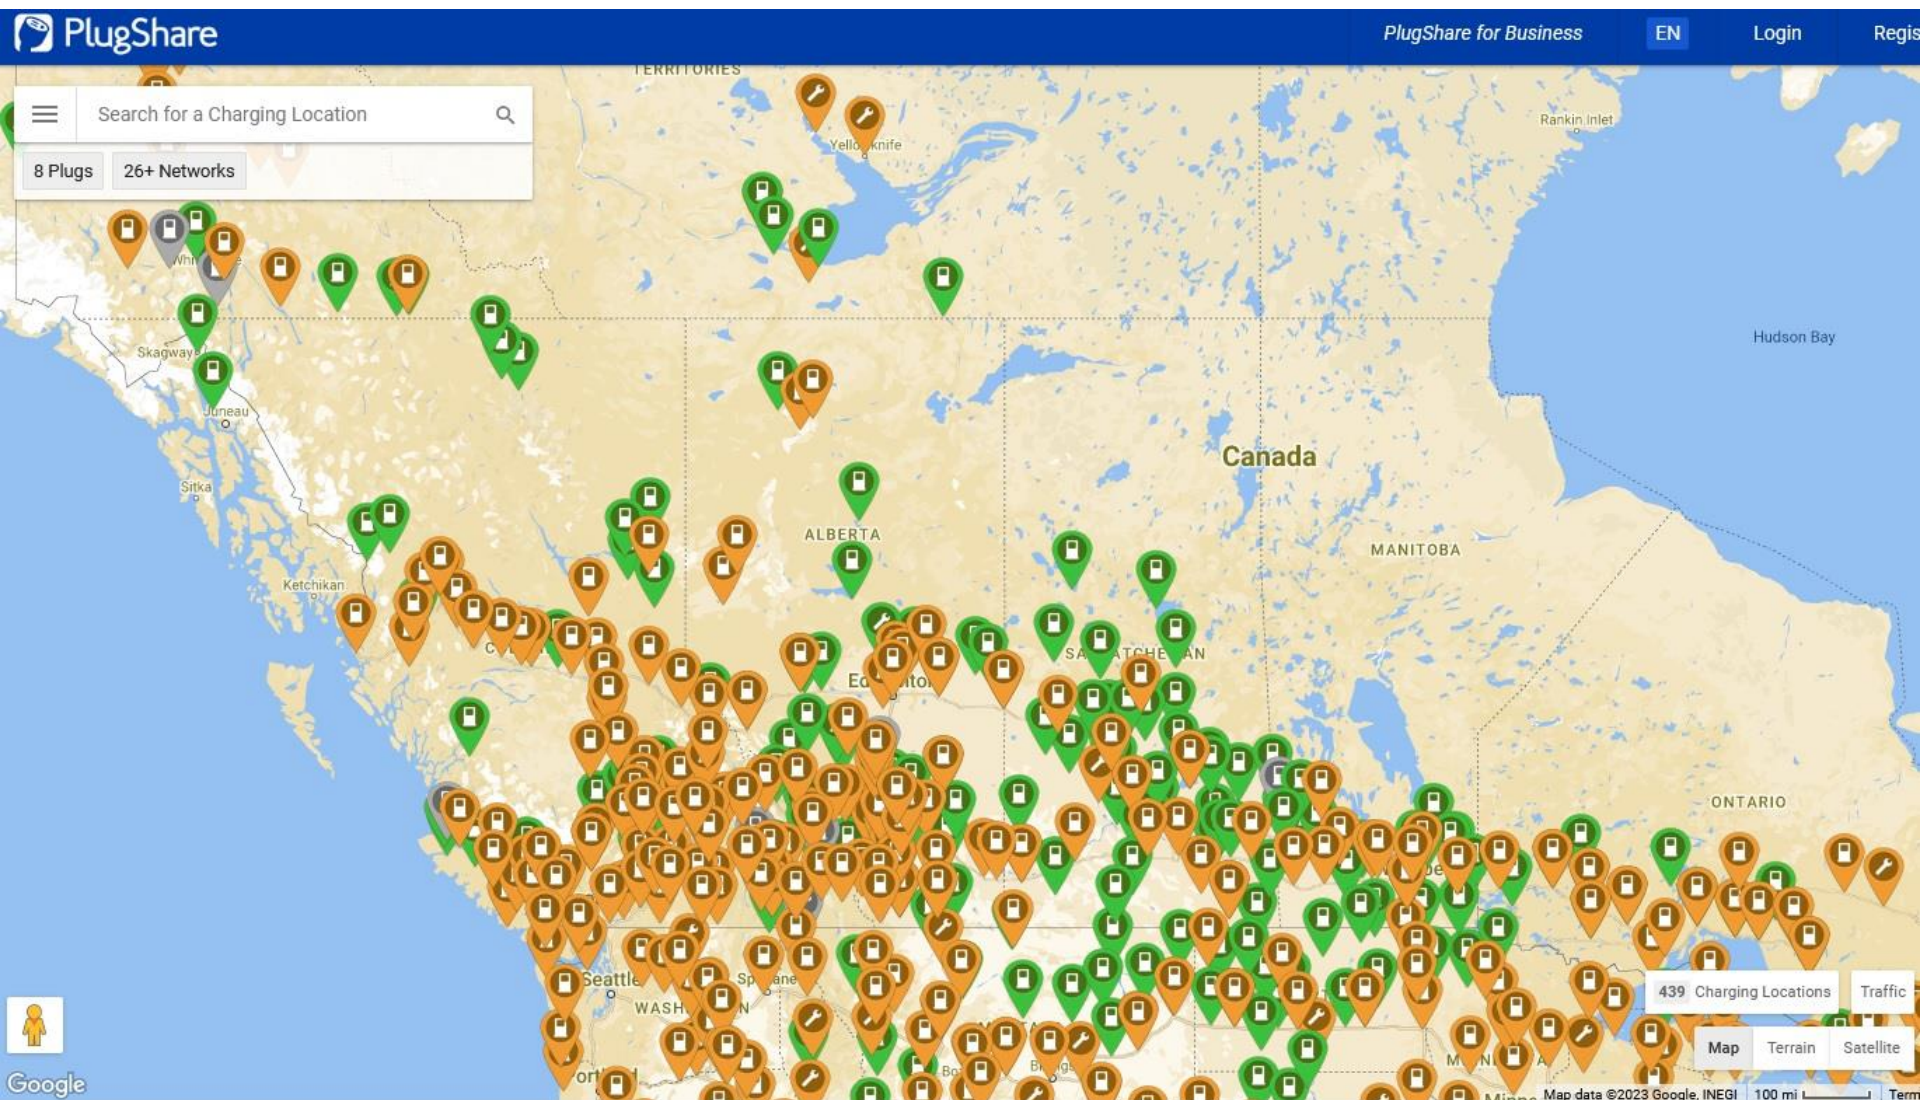 PlugShare
PlugShare for Business
EN
Login
Regis
Search for a Charging Location
8 Plugs
26+ Networks
TERRITORIES
Rankin Inlet
Hudson Bay
Skagway
Juneau
Sitka
Ketchikan
Canada
ALBERTA
MANITOBA
ONTARIO
Seattle
439 Charging Locations
Traffic
Map
Terrain
Satellite
Google
Map data ©2023 Google, INEGI
100 mi
Term